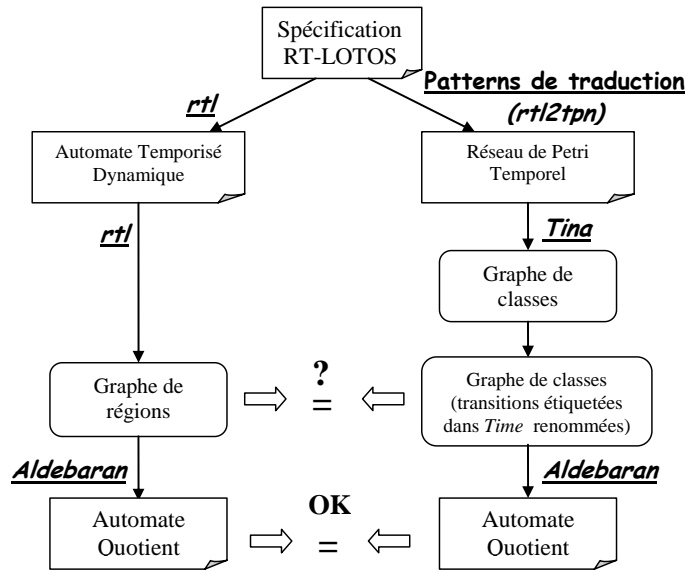 Spécification
RT-LOTOS
rtl
Patterns de traduction
(rtl2tpn)
Automate Temporisé
Dynamique
Réseau de Petri
Temporel
rtl
Tina
Graphe de
classes
Graphe de
régions
?
=
Graphe de classes
(transitions étiquetées
dans Time renommées)
Aldebaran
Aldebaran
Automate
Quotient
OK
=
Automate
Quotient